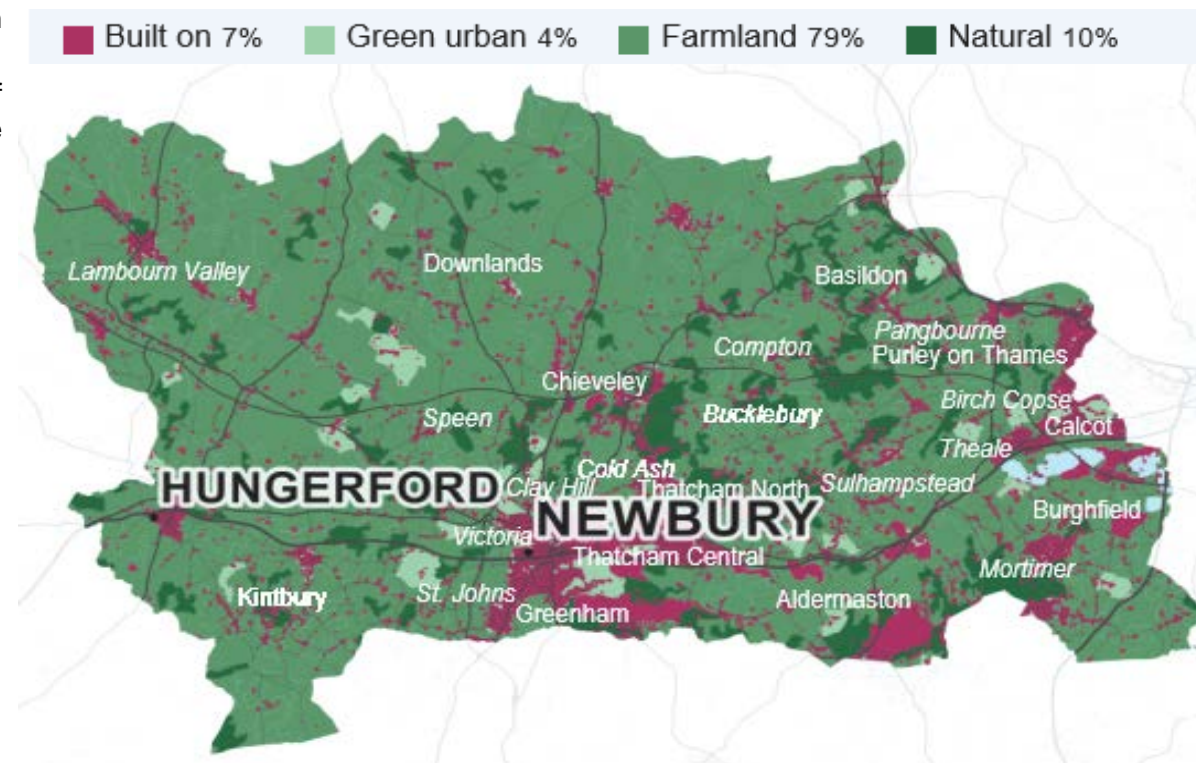 Built on 7% Green urban 4% Farmland 79% Natural 10%
Lambourn Valley
Downlands
Basildon
Pangbourne
Compton
Purley on Thames
Chieveley
Birch Copse
Speen
Bucklebury
Calcot
Theale
Cold Ash
HUNGERFORD
Clay Hill
Thatcham North
Sulhampstead
Burghfield
NEWBURY
Victoria
Thatcham Central
Mortimer
Kintbury
St. Johns
Aldermaston
Greenham